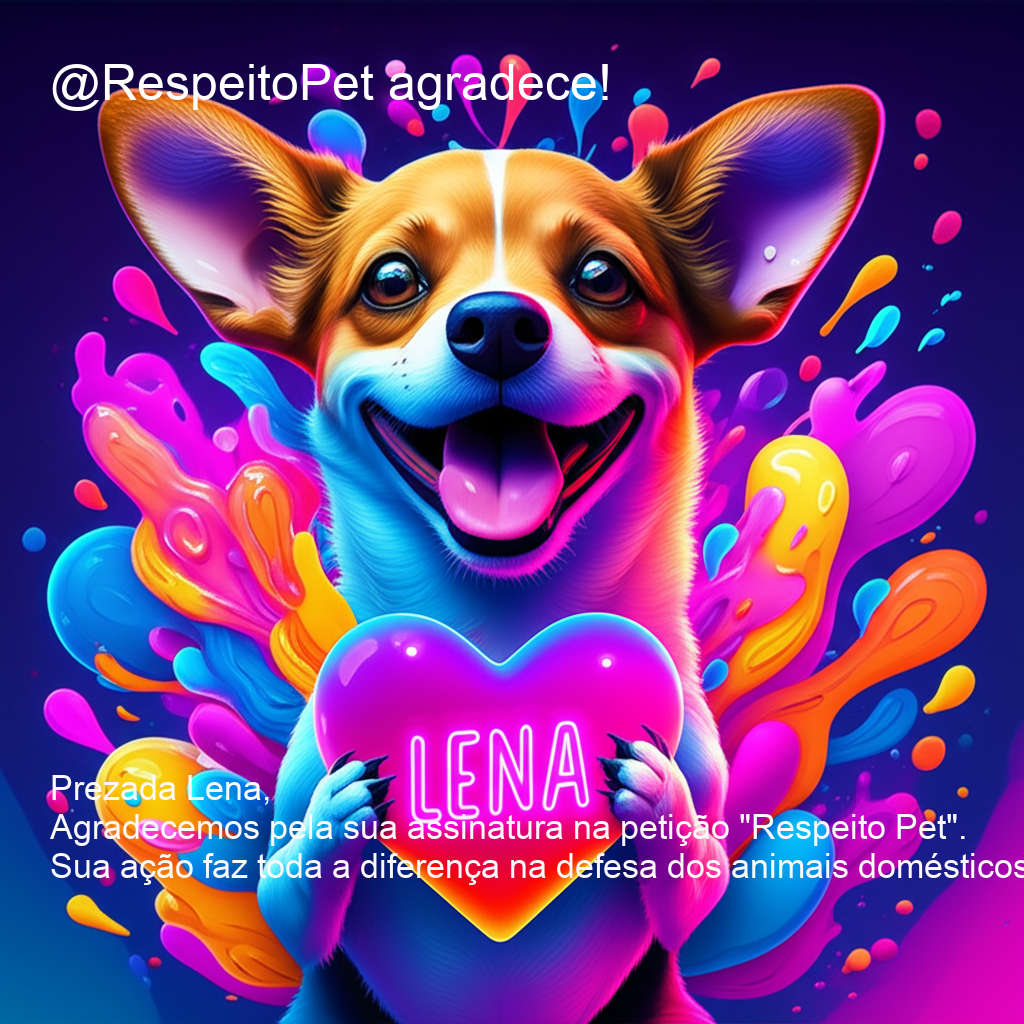 @RespeitoPet agradece!
LENA
Prezada Lena,
Agradecemos pela sua assinatura na petição "Respeito Pet".
Sua ação faz toda a diferença na defesa dos animais domésticos